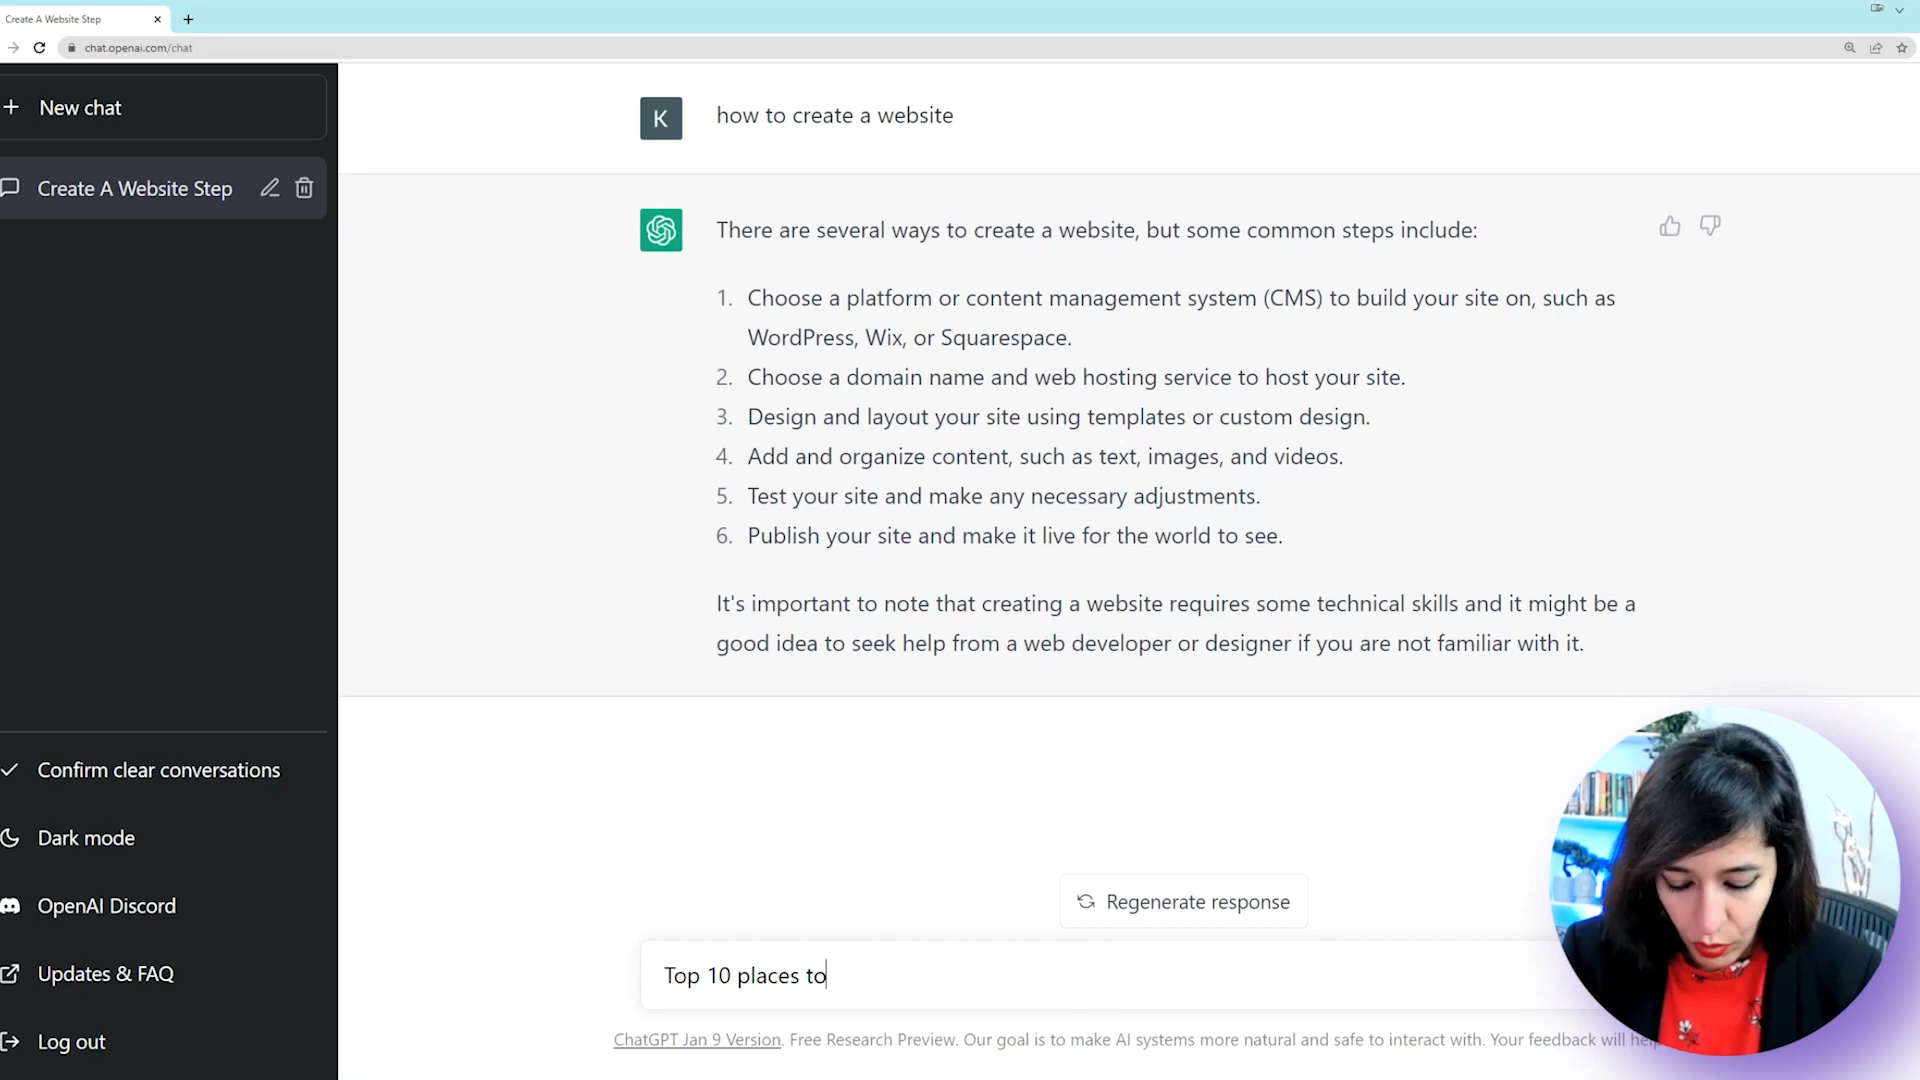 Create A Website Step
chat.openai.com/chat
New chat
Create A Website Step
Confirm clear conversations
Dark mode
OpenAI Discord
Updates & FAQ
Log out
K
how to create a website
There are several ways to create a website, but some common steps include:
1. Choose a platform or content management system (CMS) to build your site on, such as
WordPress, Wix, or Squarespace.
2. Choose a domain name and web hosting service to host your site.
3. Design and layout your site using templates or custom design.
4. Add and organize content, such as text, images, and videos.
5. Test your site and make any necessary adjustments.
6. Publish your site and make it live for the world to see.
It's important to note that creating a website requires some technical skills and it might be a
good idea to seek help from a web developer or designer if you are not familiar with it.
Regenerate response
Top 10 places to
ChatGPT Jan 9 Version. Free Research Preview. Our goal is to make AI systems more natural and safe to interact with. Your feedback will